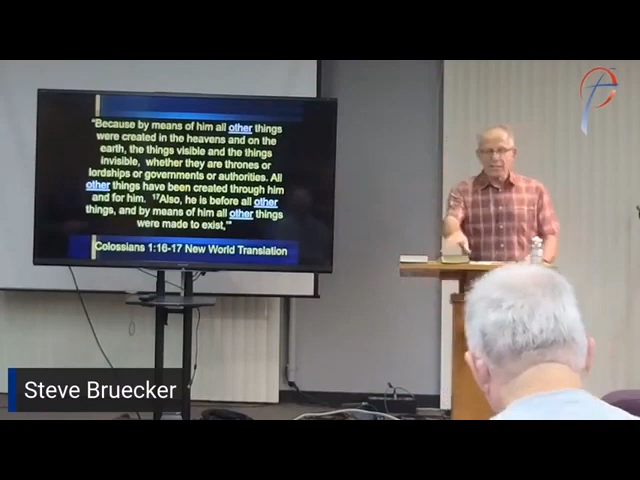 "Because by means of him all other things
were created in the heavens and on the
earth, the things visible and the things
invisible, whether they are thrones or
lordships or governments or authorities. All
other things have been created through him
and for him. ¹⁷Also, he is before all other
things, and by means of him all other things
were made to exist,'"
Colossians 1:16-17 New World Translation
Steve Bruecker